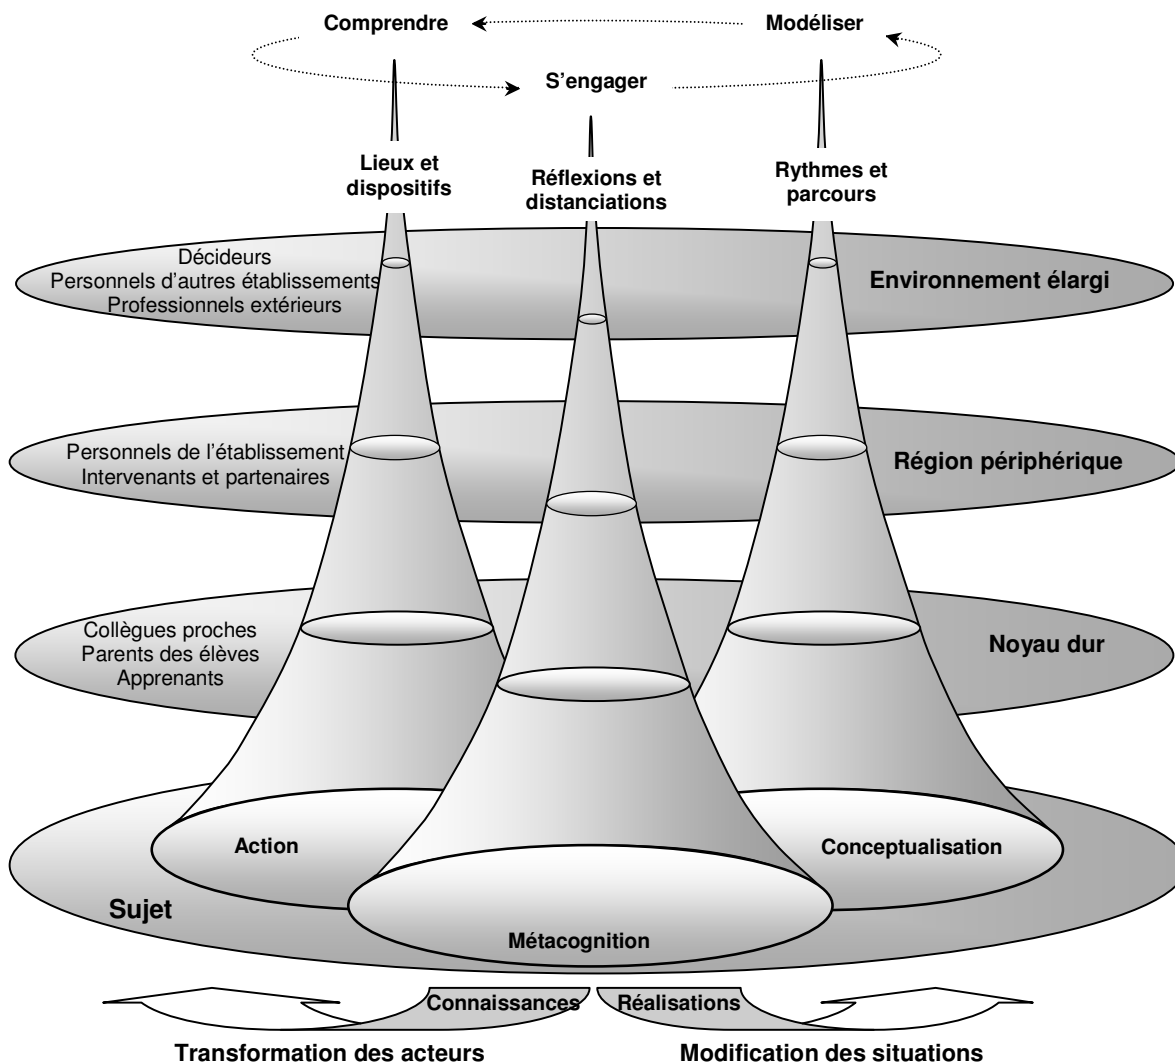 Comprendre
Modéliser
S'engager
Lieux et
dispositifs
Réflexions et
distanciations
Rythmes et
parcours
Décideurs
Personnels d'autres établissements
Professionnels extérieurs
Environnement élargi
Personnels de l'établissement
Intervenants et partenaires
Région périphérique
Collègues proches
Parents des élèves
Apprenants
Noyau dur
Action
Conceptualisation
Sujet
Métacognition
Connaissances
Réalisations
Transformation des acteurs
Modification des situations